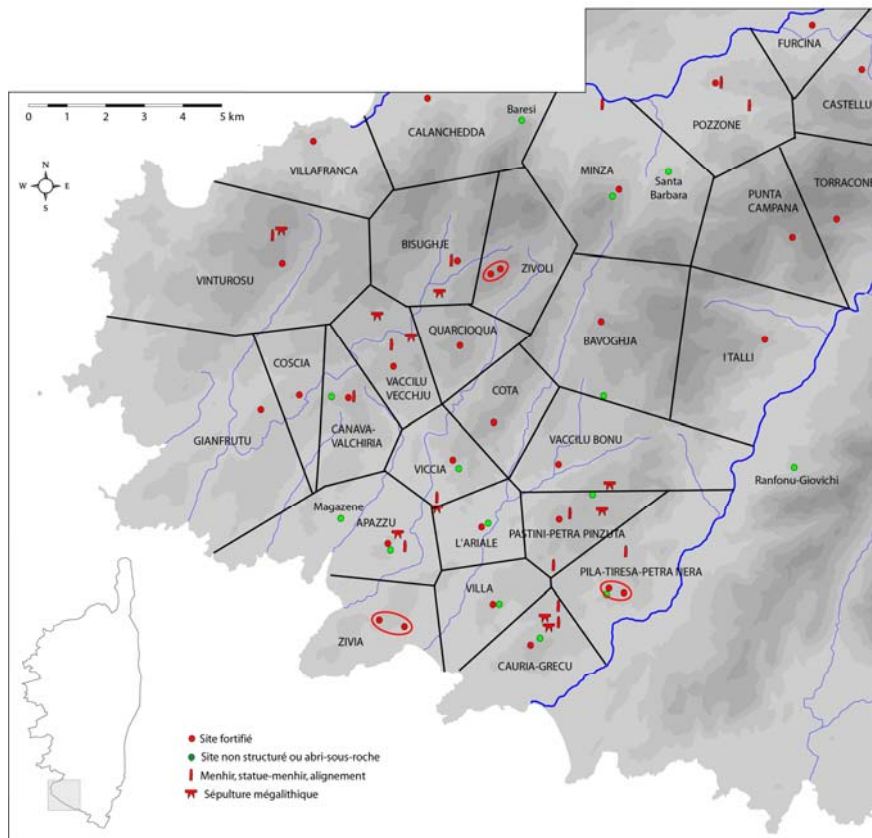 FURCINA
CASTELLU
POZZONE
0 1 2 3 4 5 km
Baresi
CALANCHEDDA
VILLAFRANCA
MINZA
Santa
Barbara
TORRACONE
PUNTA
CAMPANA
N
W E
S
BISUGHJE
ZIVOLI
VINTUROSU
QUARCIOQUA
BAVOGHJA
I TALLI
COSCIA
VACCILU
VECCHJU
COTA
GIANFRUTU
CANAVA-
VALCHIRIA
VACCILU BONU
VICCIA
Ranfonu-Giovichi
Magazene
APAZZU
L'ARIALE
PASTINI-PETRA PINZUTA
PILA-TIRESA-PETRA NERA
VILLA
ZIVIA
CAURIA-GRECU
Site fortifié
Site non structuré ou abri-sous-roche
Menhir, statue-menhir, alignement
Sépulture mégalithique